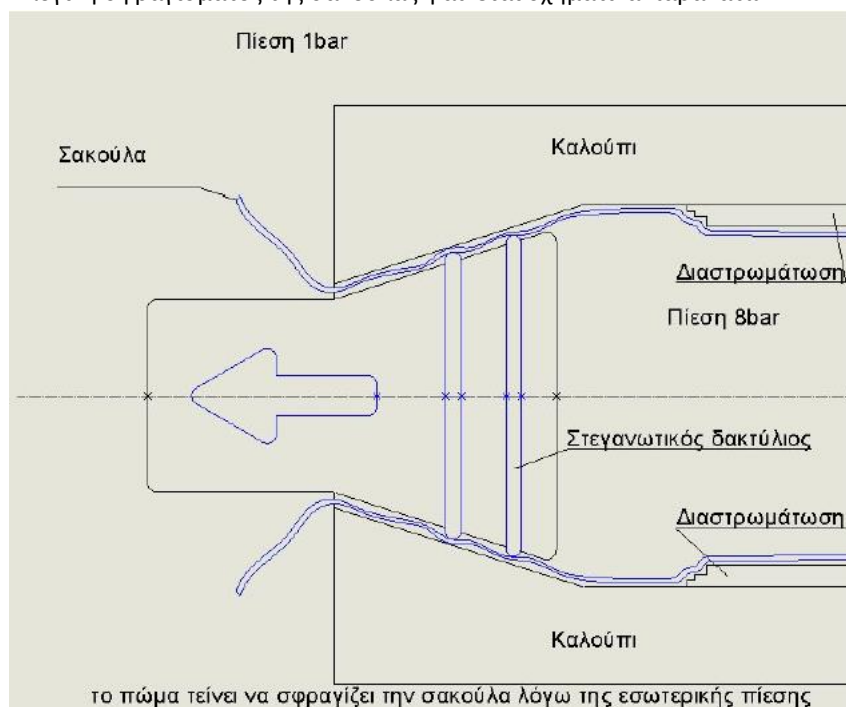 Πίεση 1bar
Καλούπι
Σακούλα
Διαστρωμάτωση
Πίεση 8bar
Στεγανωτικός δακτύλιος
Διαστρωμάτωση
Καλούπι
το πώμα τείνει να σφραγίζει την σακούλα λόγω της εσωτερικής πίεσης